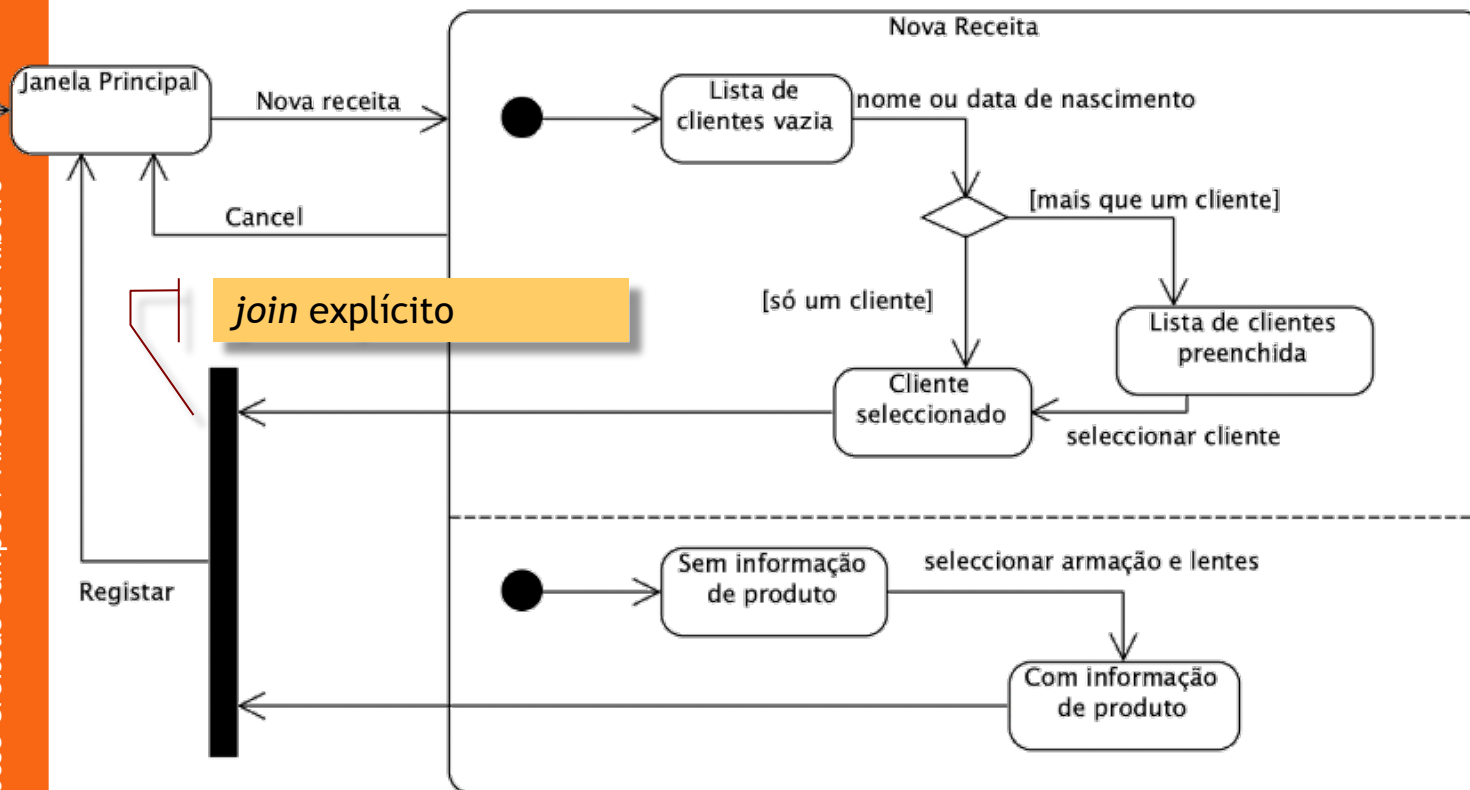 Nova Receita
Janela Principal
Nova receita
Lista de
clientes vazia
nome ou data de nascimento
[mais que um cliente]
Cancel
[só um cliente]
join explícito
Lista de clientes
preenchida
Cliente
seleccionado
seleccionar cliente
Sem informação
de produto
seleccionar armação e lentes
Registar
Com informação
de produto